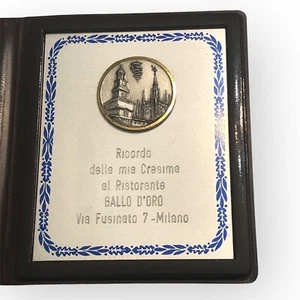 Ricordo
della mia Cresima
al Ristorante
GALLO D'ORO
Via Fusinato 7-Milano